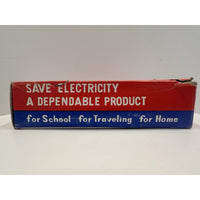 SAVE ELECTRICITY
A DEPENDABLE PRODUCT
for School for Traveling for Home